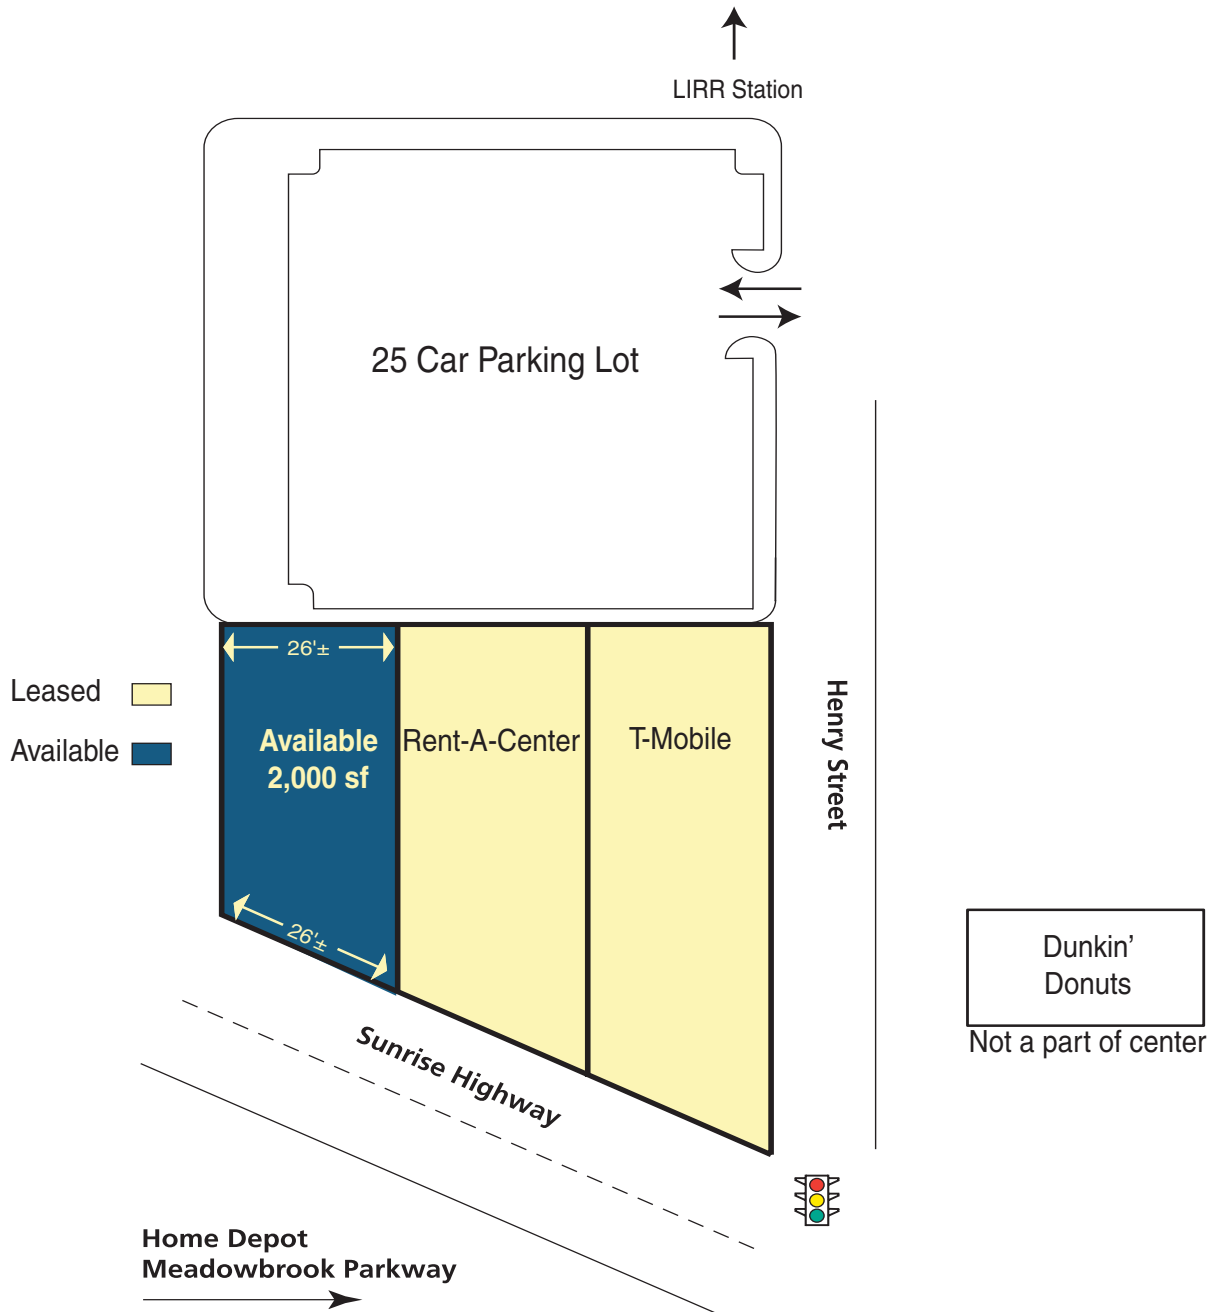 LIRR Station
25 Car Parking Lot
26'±
Leased
Available
Available
2,000 sf
Rent-A-Center
T-Mobile
Henry Street
26'±
Sunrise Highway
Dunkin’
Donuts
Not a part of center
Home Depot
Meadowbrook Parkway